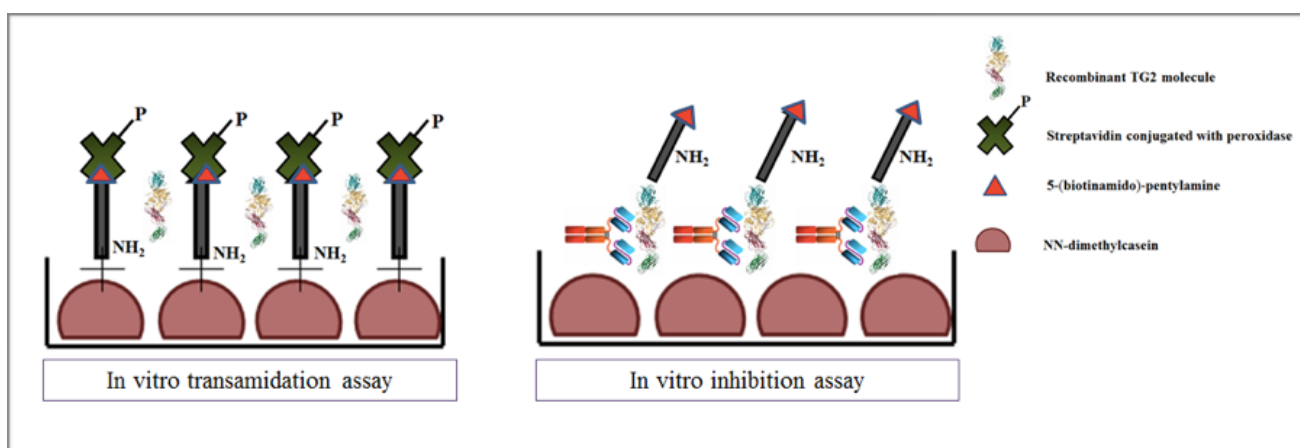 P P P P
NH₂ NH₂ NH₂
NH₂ NH₂ NH₂
Recombinant TG2 molecule
P
Streptavidin conjugated with peroxidase
5-(biotinamido)-pentylamine
NN-dimethylcasein
In vitro transamidation assay
In vitro inhibition assay